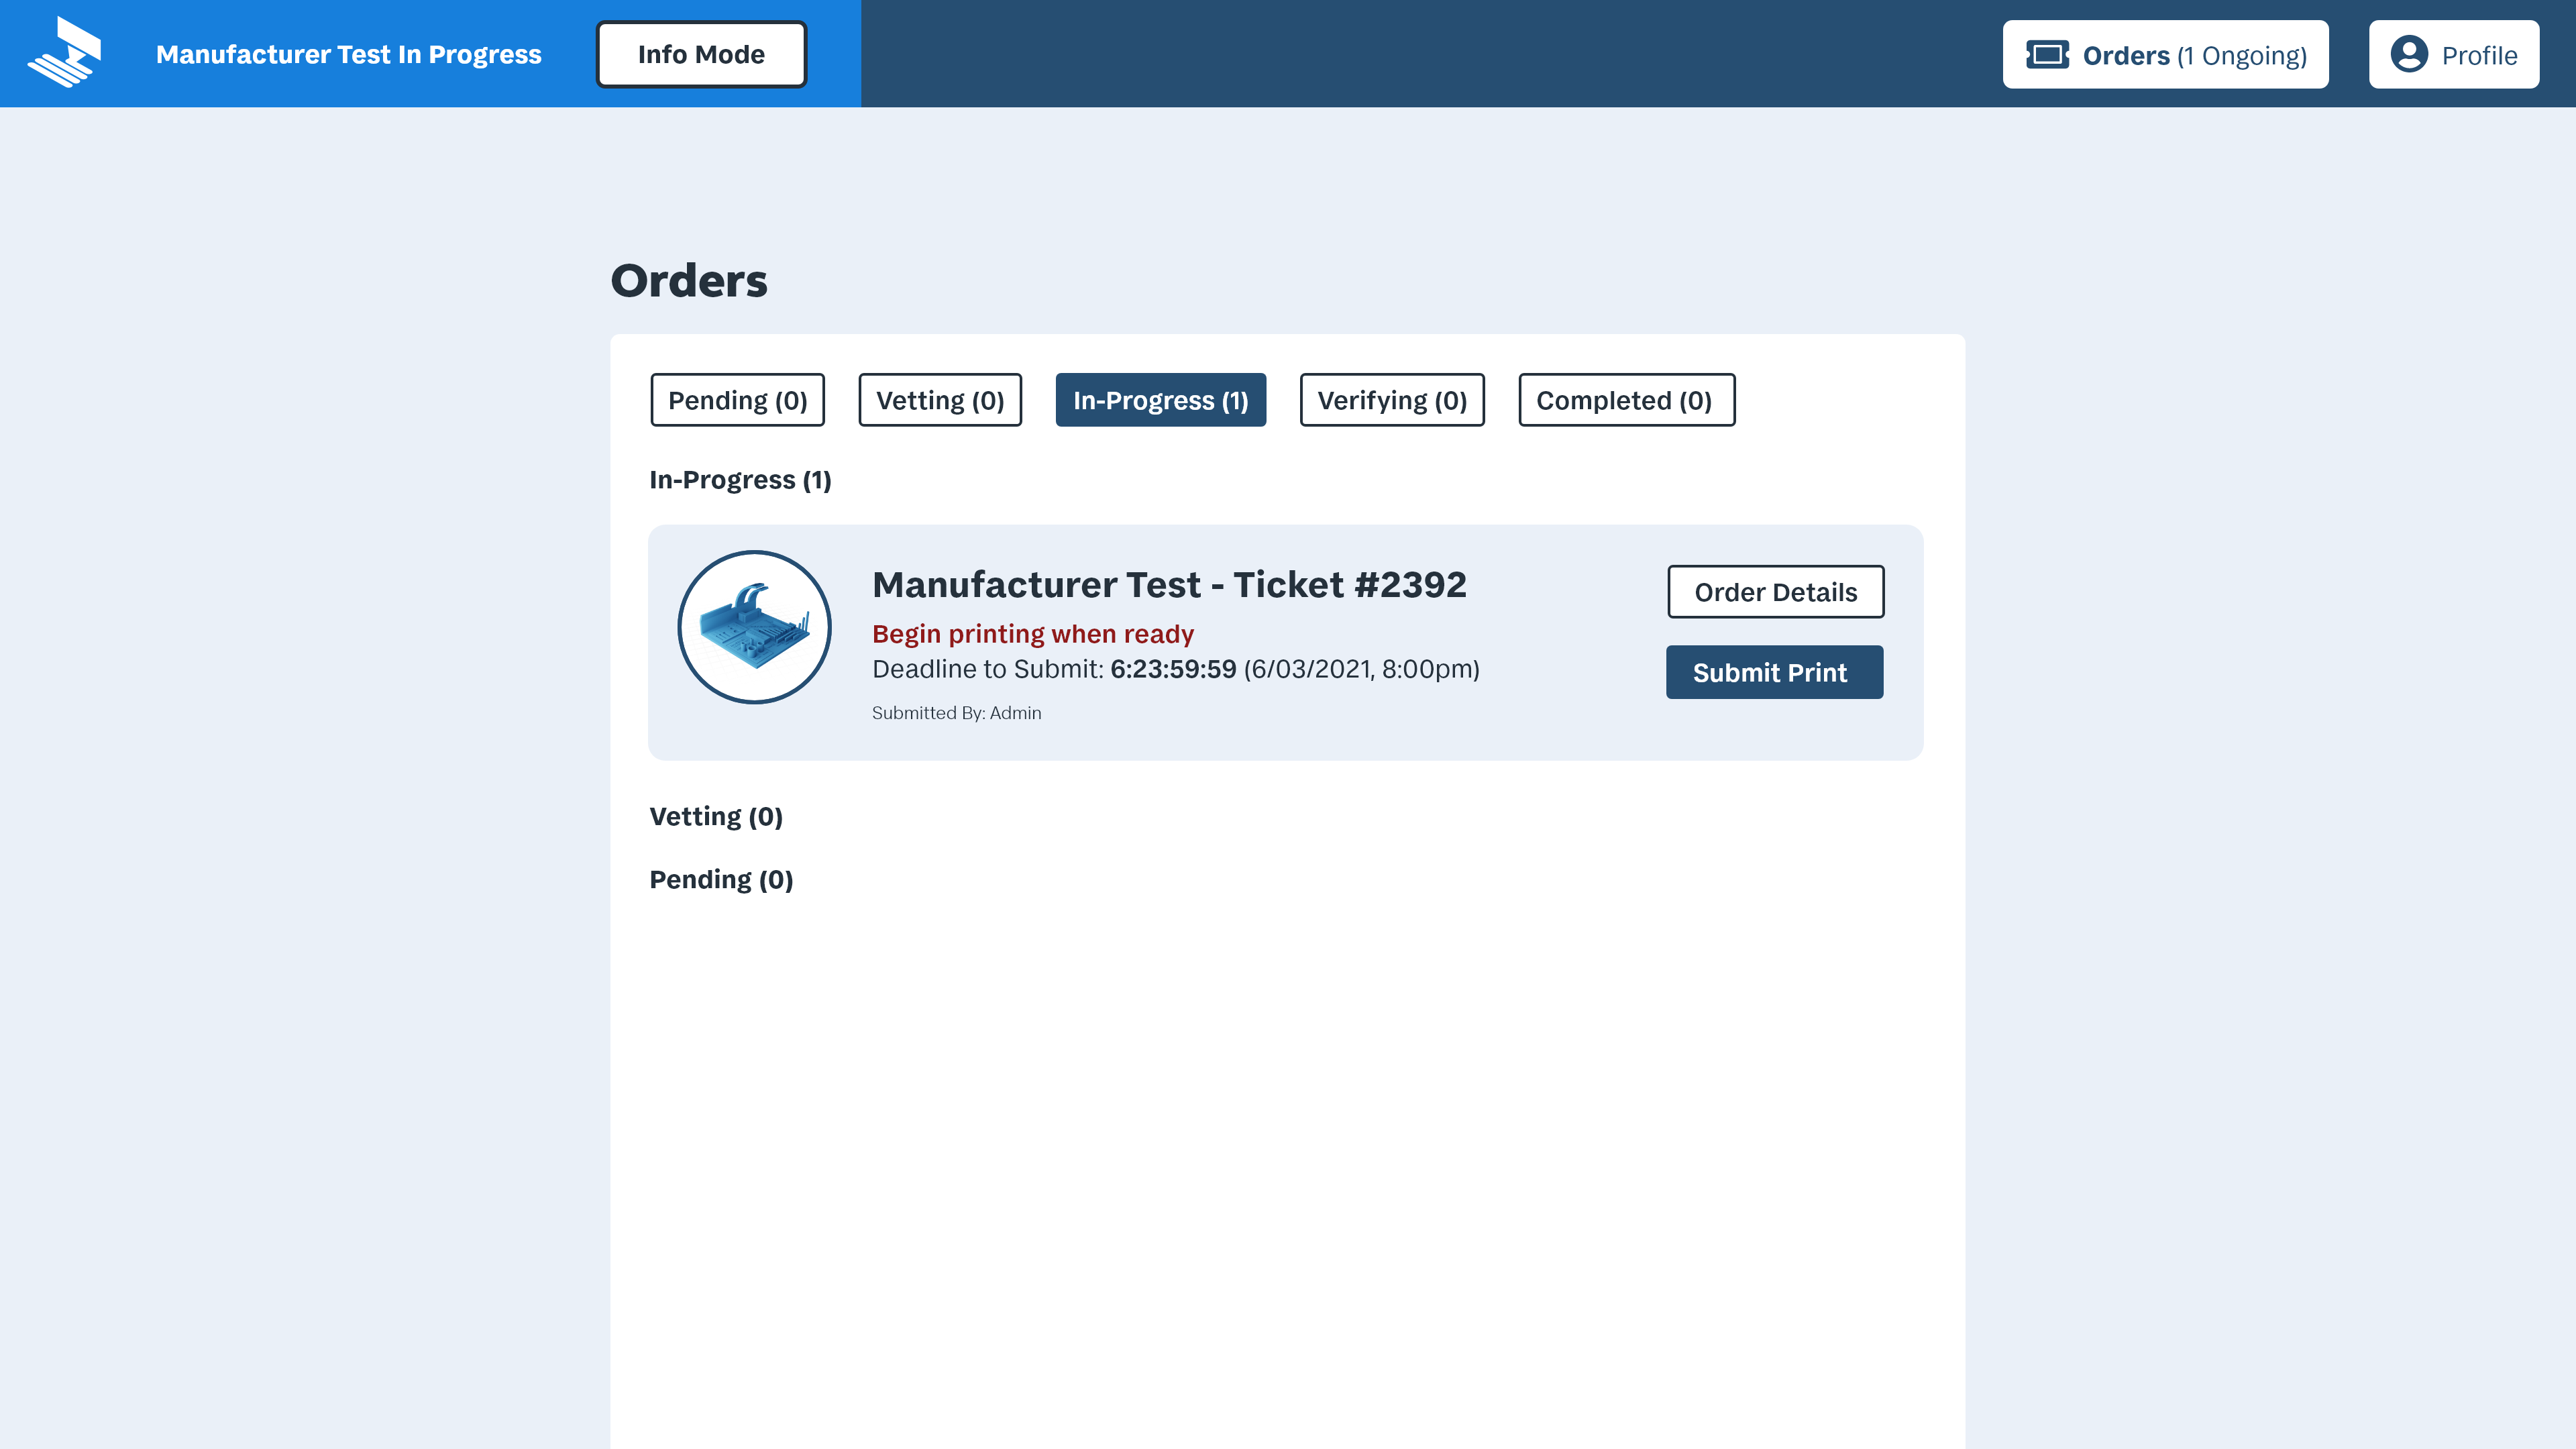 Manufacturer Test In Progress
Info Mode
Orders (1 Ongoing)
Profile
Orders
Pending (0)
Vetting (0)
In-Progress (1)
Verifying (0)
Completed (0)
In-Progress (1)
Manufacturer Test - Ticket #2392
Begin printing when ready
Deadline to Submit: 6:23:59:59 (6/03/2021, 8:00pm)
Submitted By: Admin
Order Details
Submit Print
Vetting (0)
Pending (0)